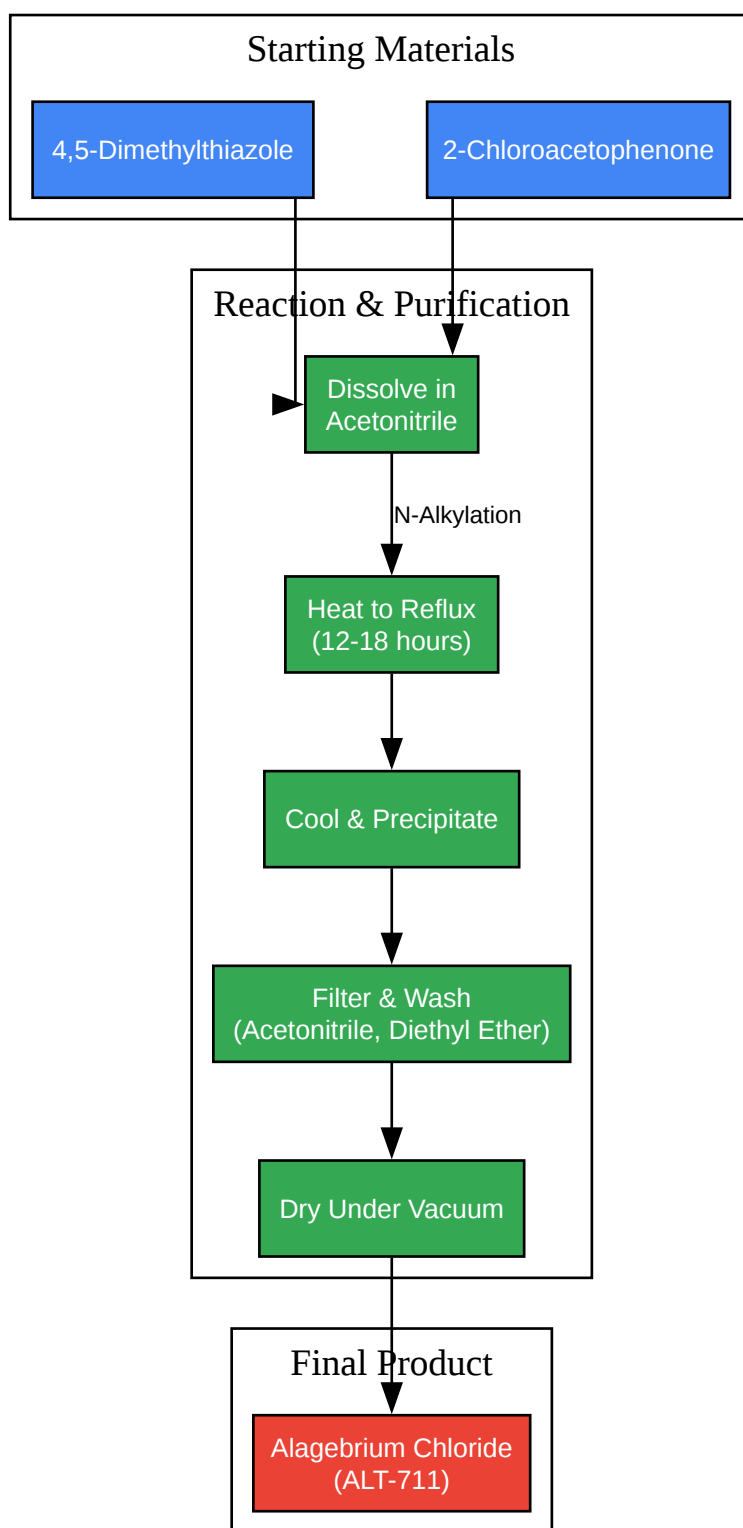 Starting Materials
4,5-Dimethylthiazole
2-Chloroacetophenone
Reaction & Purification
Dissolve in
Acetonitrile
N-Alkylation
Heat to Reflux
(12-18 hours)
Cool & Precipitate
Filter & Wash
(Acetonitrile, Diethyl Ether)
Dry Under Vacuum
Final Product
Alagebrium Chloride
(ALT-711)